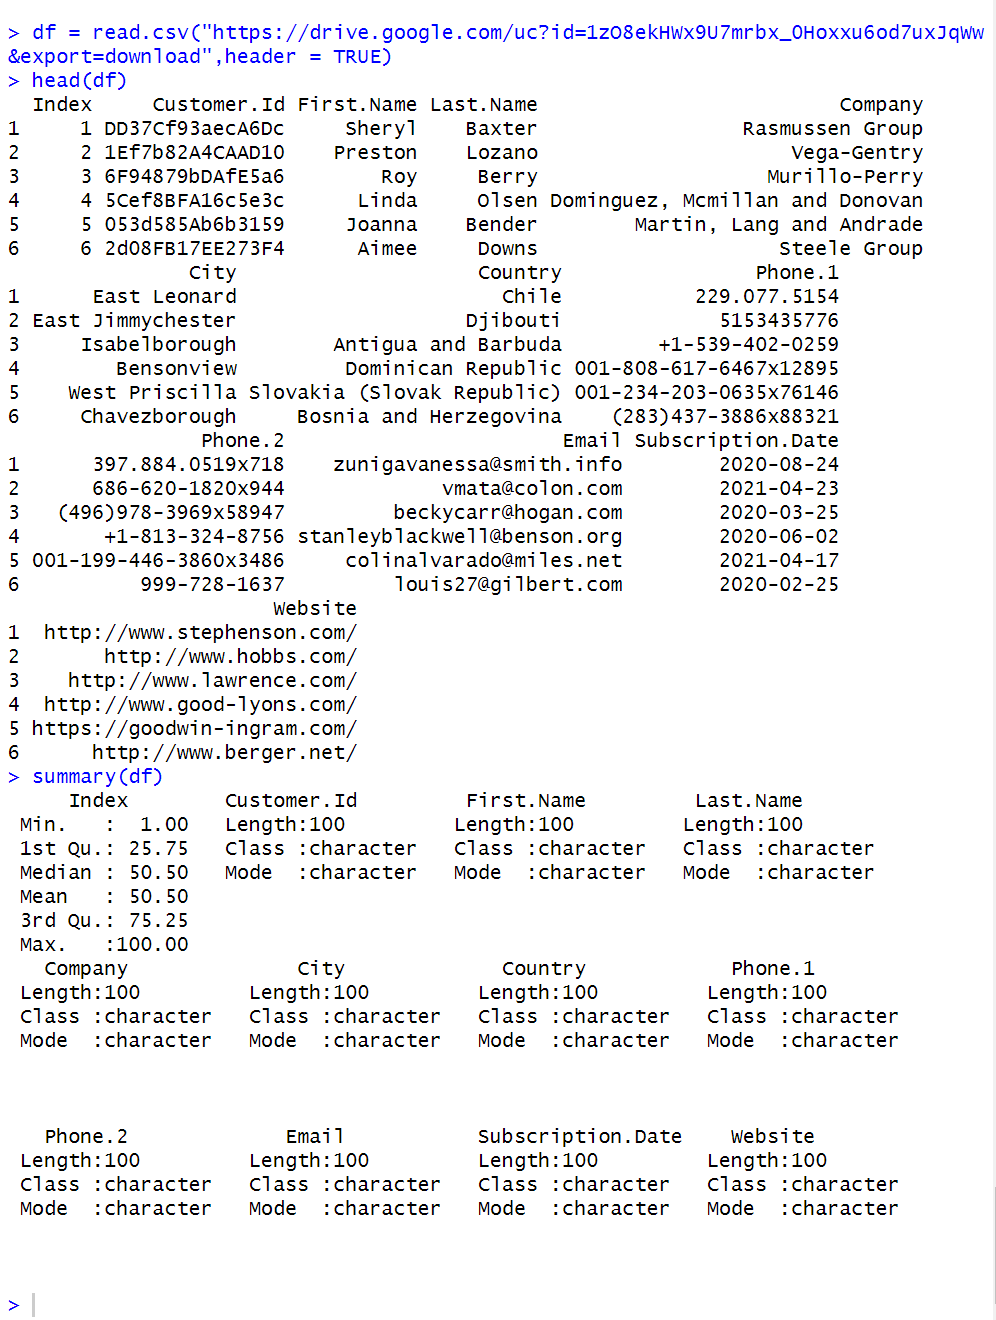 > df = read.csv("https://drive.google.com/uc?id=1zO8ekHWx9U7mrbx_0Hoxxu6od7uxJqWw
&export=download",header = TRUE)
> head(df)
  Index      Customer.Id First.Name Last.Name                         Company
1     1 DD37Cf93aecA6Dc     Sheryl    Baxter                 Rasmussen Group
2     2 1Ef7b82A4CAAD10    Preston    Lozano                     Vega-Gentry
3     3 6F94879bDAfE5a6        Roy     Berry                   Murillo-Perry
4     4 5Cef8BFA16c5e3c      Linda     Olsen Dominguez, Mcmillan and Donovan
5     5 053d585Ab6b3159     Joanna    Bender        Martin, Lang and Andrade
6     6 2d08FB17EE273F4      Aimee     Downs                    Steele Group
               City                    Country                Phone.1
1      East Leonard                      Chile           229.077.5154
2 East Jimmychester                   Djibouti             5153435776
3     Isabelborough        Antigua and Barbuda        +1-539-402-0259
4        Bensonview         Dominican Republic 001-808-617-6467x12895
5    West Priscilla Slovakia (Slovak Republic) 001-234-203-0635x76146
6     Chavezborough     Bosnia and Herzegovina    (283)437-3886x88321
                Phone.2                       Email Subscription.Date
1      397.884.0519x718    zunigavanessa@smith.info        2020-08-24
2      686-620-1820x944             vmata@colon.com        2021-04-23
3   (496)978-3969x58947         beckycarr@hogan.com        2020-03-25
4       +1-813-324-8756 stanleyblackwell@benson.org        2020-06-02
5 001-199-446-3860x3486     colinalvarado@miles.net        2021-04-17
6          999-728-1637         louis27@gilbert.com        2020-02-25
                      Website
1  http://www.stephenson.com/
2       http://www.hobbs.com/
3    http://www.lawrence.com/
4  http://www.good-lyons.com/
5 https://goodwin-ingram.com/
6      http://www.berger.net/
> summary(df)
     Index        Customer.Id         First.Name         Last.Name
 Min.   :  1.00   Length:100         Length:100         Length:100
 1st Qu.: 25.75   Class :character   Class :character   Class :character
 Median : 50.50   Mode  :character   Mode  :character   Mode  :character
 Mean   : 50.50
 3rd Qu.: 75.25
 Max.   :100.00
   Company              City             Country            Phone.1
 Length:100         Length:100         Length:100         Length:100
 Class :character   Class :character   Class :character   Class :character
 Mode  :character   Mode  :character   Mode  :character   Mode  :character
   Phone.2             Email           Subscription.Date    Website
 Length:100         Length:100         Length:100         Length:100
 Class :character   Class :character   Class :character   Class :character
 Mode  :character   Mode  :character   Mode  :character   Mode  :character
>